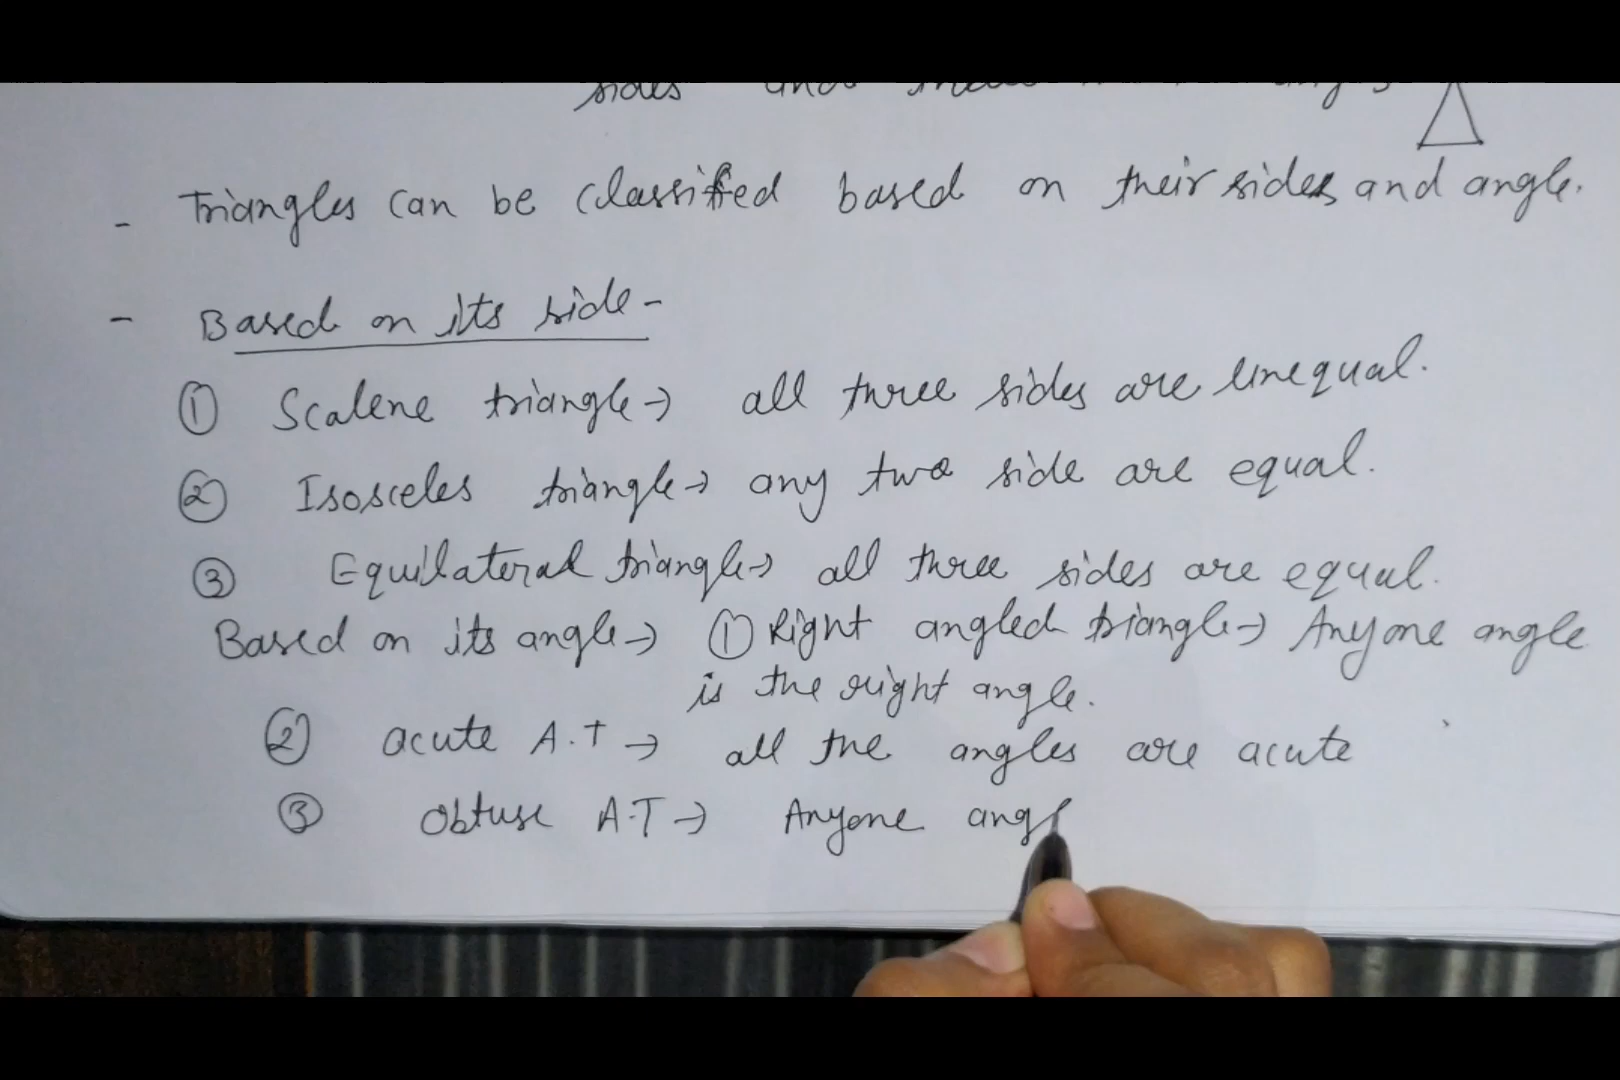 sides and
- Triangles can be classified based on their sides and angle.
- Based on its side -
① Scalene triangle → all three sides are unequal.
② Isosceles triangle → any two side are equal.
③ Equilateral triangle → all three sides are equal.
Based on its angle → ① Right angled triangle → Anyone angle
is the right angle.
② acute A.T → all the angles are acute
③ Obtuse A.T → Anyone angl